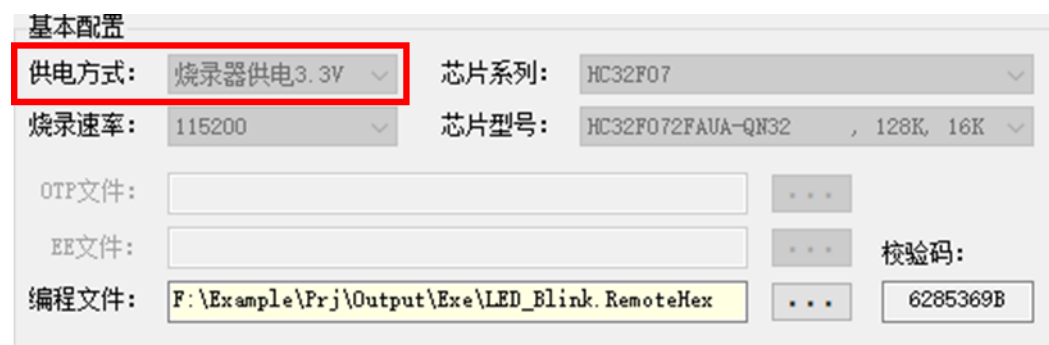 基本配置
供电方式： 烧录器供电3.3V 芯片系列： HC32F07
烧录速率： 115200 芯片型号： HC32F072FAUA-QN32 , 128K, 16K
OTP文件： ...
EE文件： ... 校验码：
编程文件： F:\Example\Prj\Output\Exe\LED_Blink.RemoteHex ... 6285369B